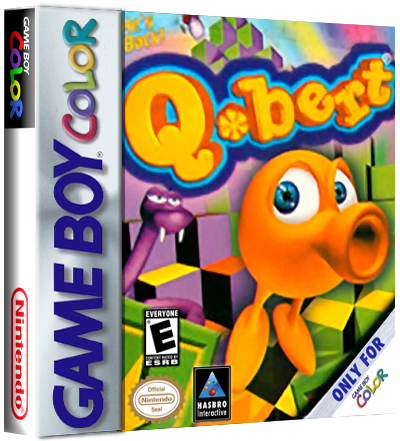 GAME BOY
COLOR
Nintendo
GAME BOY COLOR
He's
Back!
Q*bert
EVERYONE
E
CONTENT RATED BY
ESRB
Official
Nintendo
Seal
HASBRO
Interactive
ONLY FOR
GAME BOY
COLOR